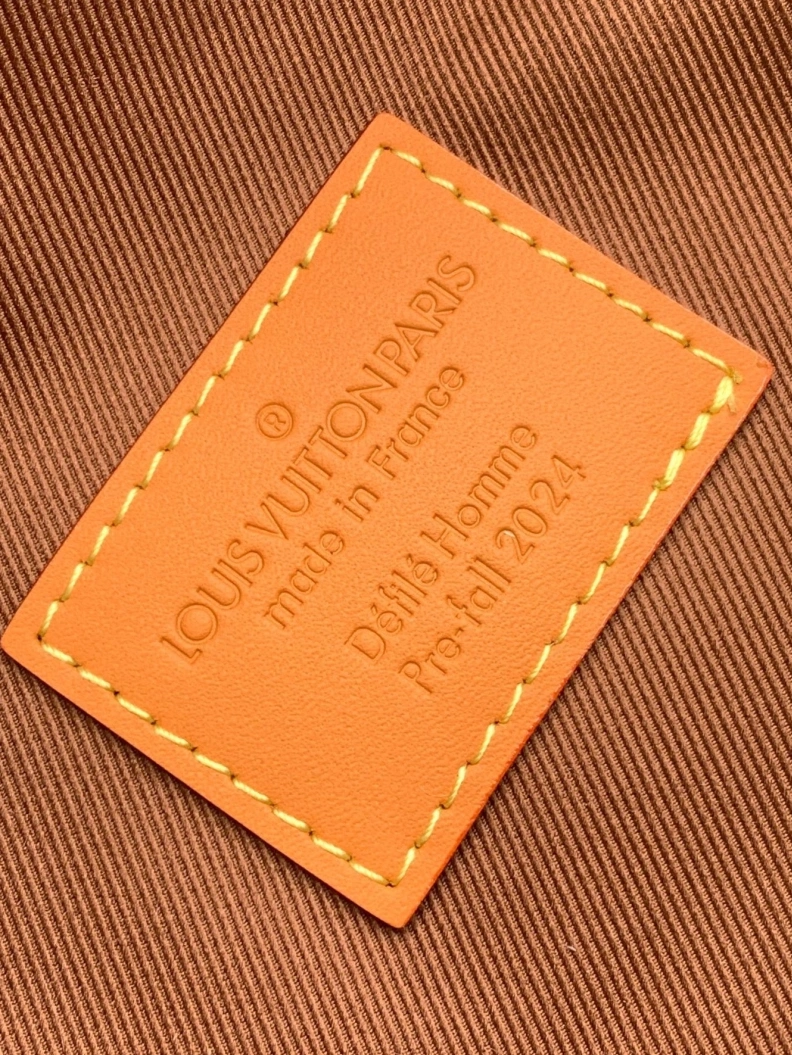 ®
LOUIS VUITTON PARIS
made in France
Défilé Homme
Pre-fall 2024